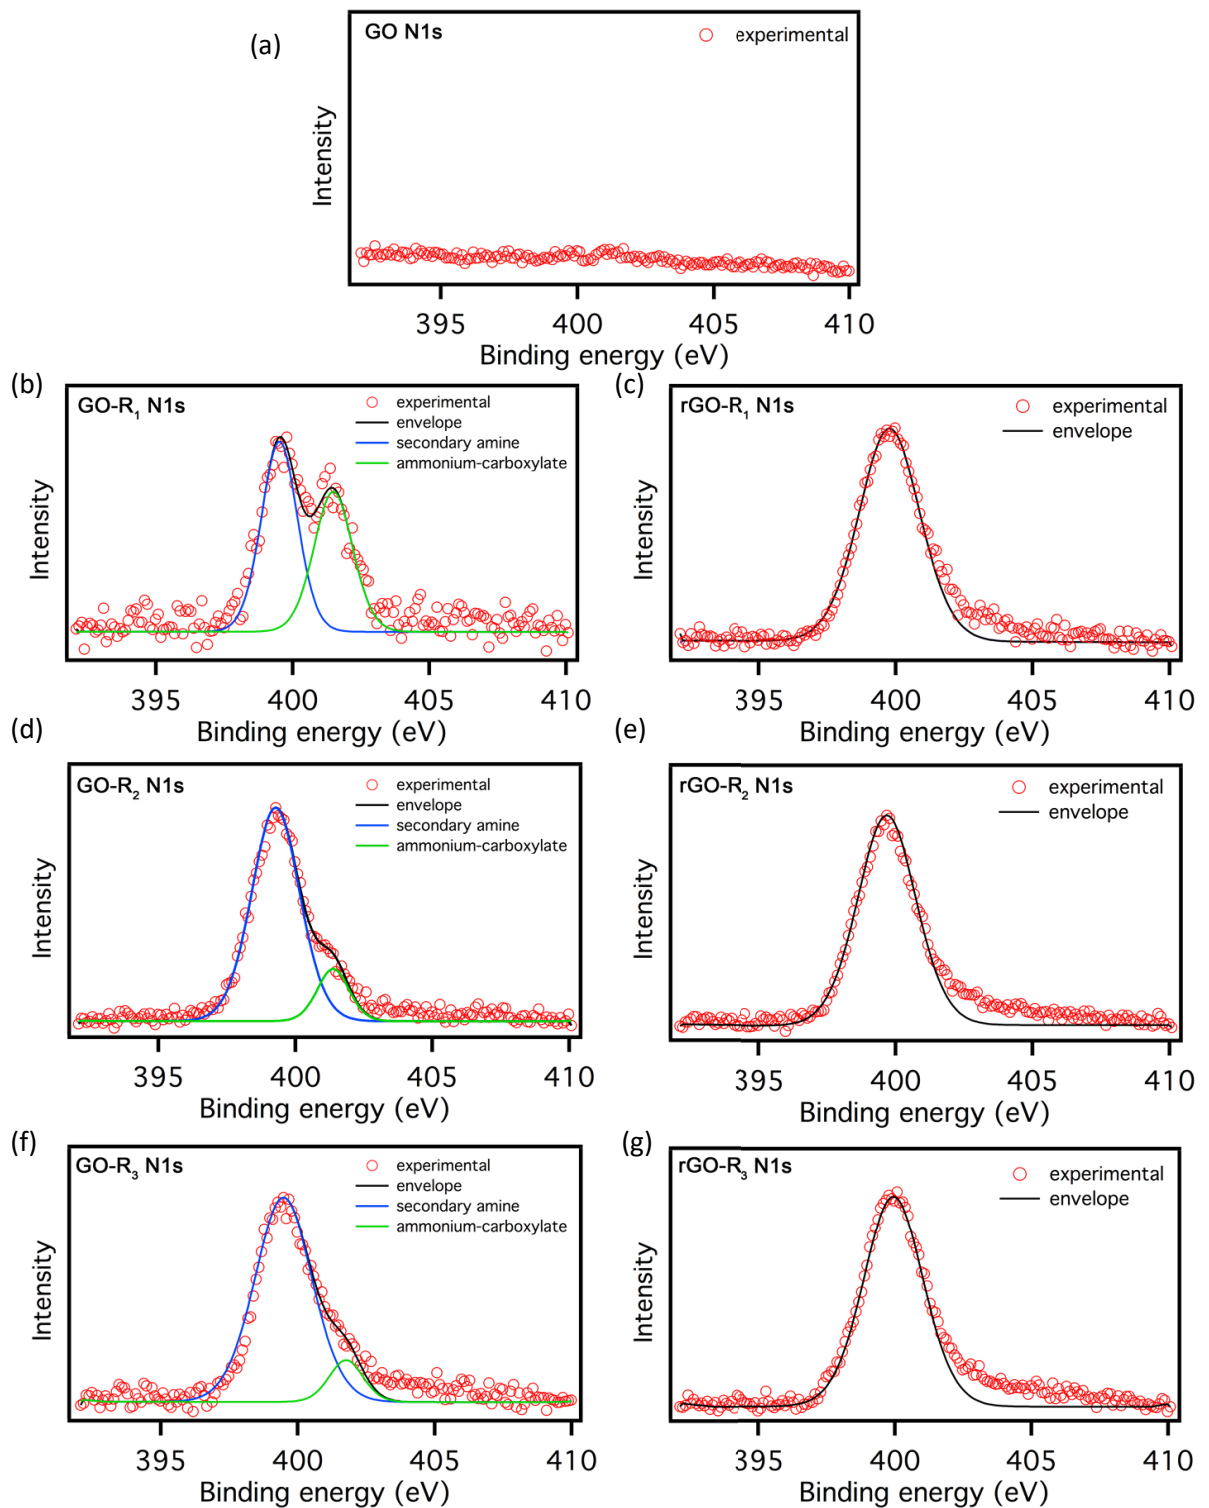 (a)
GO N1s
experimental
Intensity
395 400 405 410
Binding energy (eV)
(b)
GO-R1 N1s
experimental
envelope
secondary amine
ammonium-carboxylate
Intensity
395 400 405 410
Binding energy (eV)
(c)
rGO-R1 N1s
experimental
envelope
Intensity
395 400 405 410
Binding energy (eV)
(d)
GO-R2 N1s
experimental
envelope
secondary amine
ammonium-carboxylate
Intensity
395 400 405 410
Binding energy (eV)
(e)
rGO-R2 N1s
experimental
envelope
Intensity
395 400 405 410
Binding energy (eV)
(f)
GO-R3 N1s
experimental
envelope
secondary amine
ammonium-carboxylate
Intensity
395 400 405 410
Binding energy (eV)
(g)
rGO-R3 N1s
experimental
envelope
Intensity
395 400 405 410
Binding energy (eV)